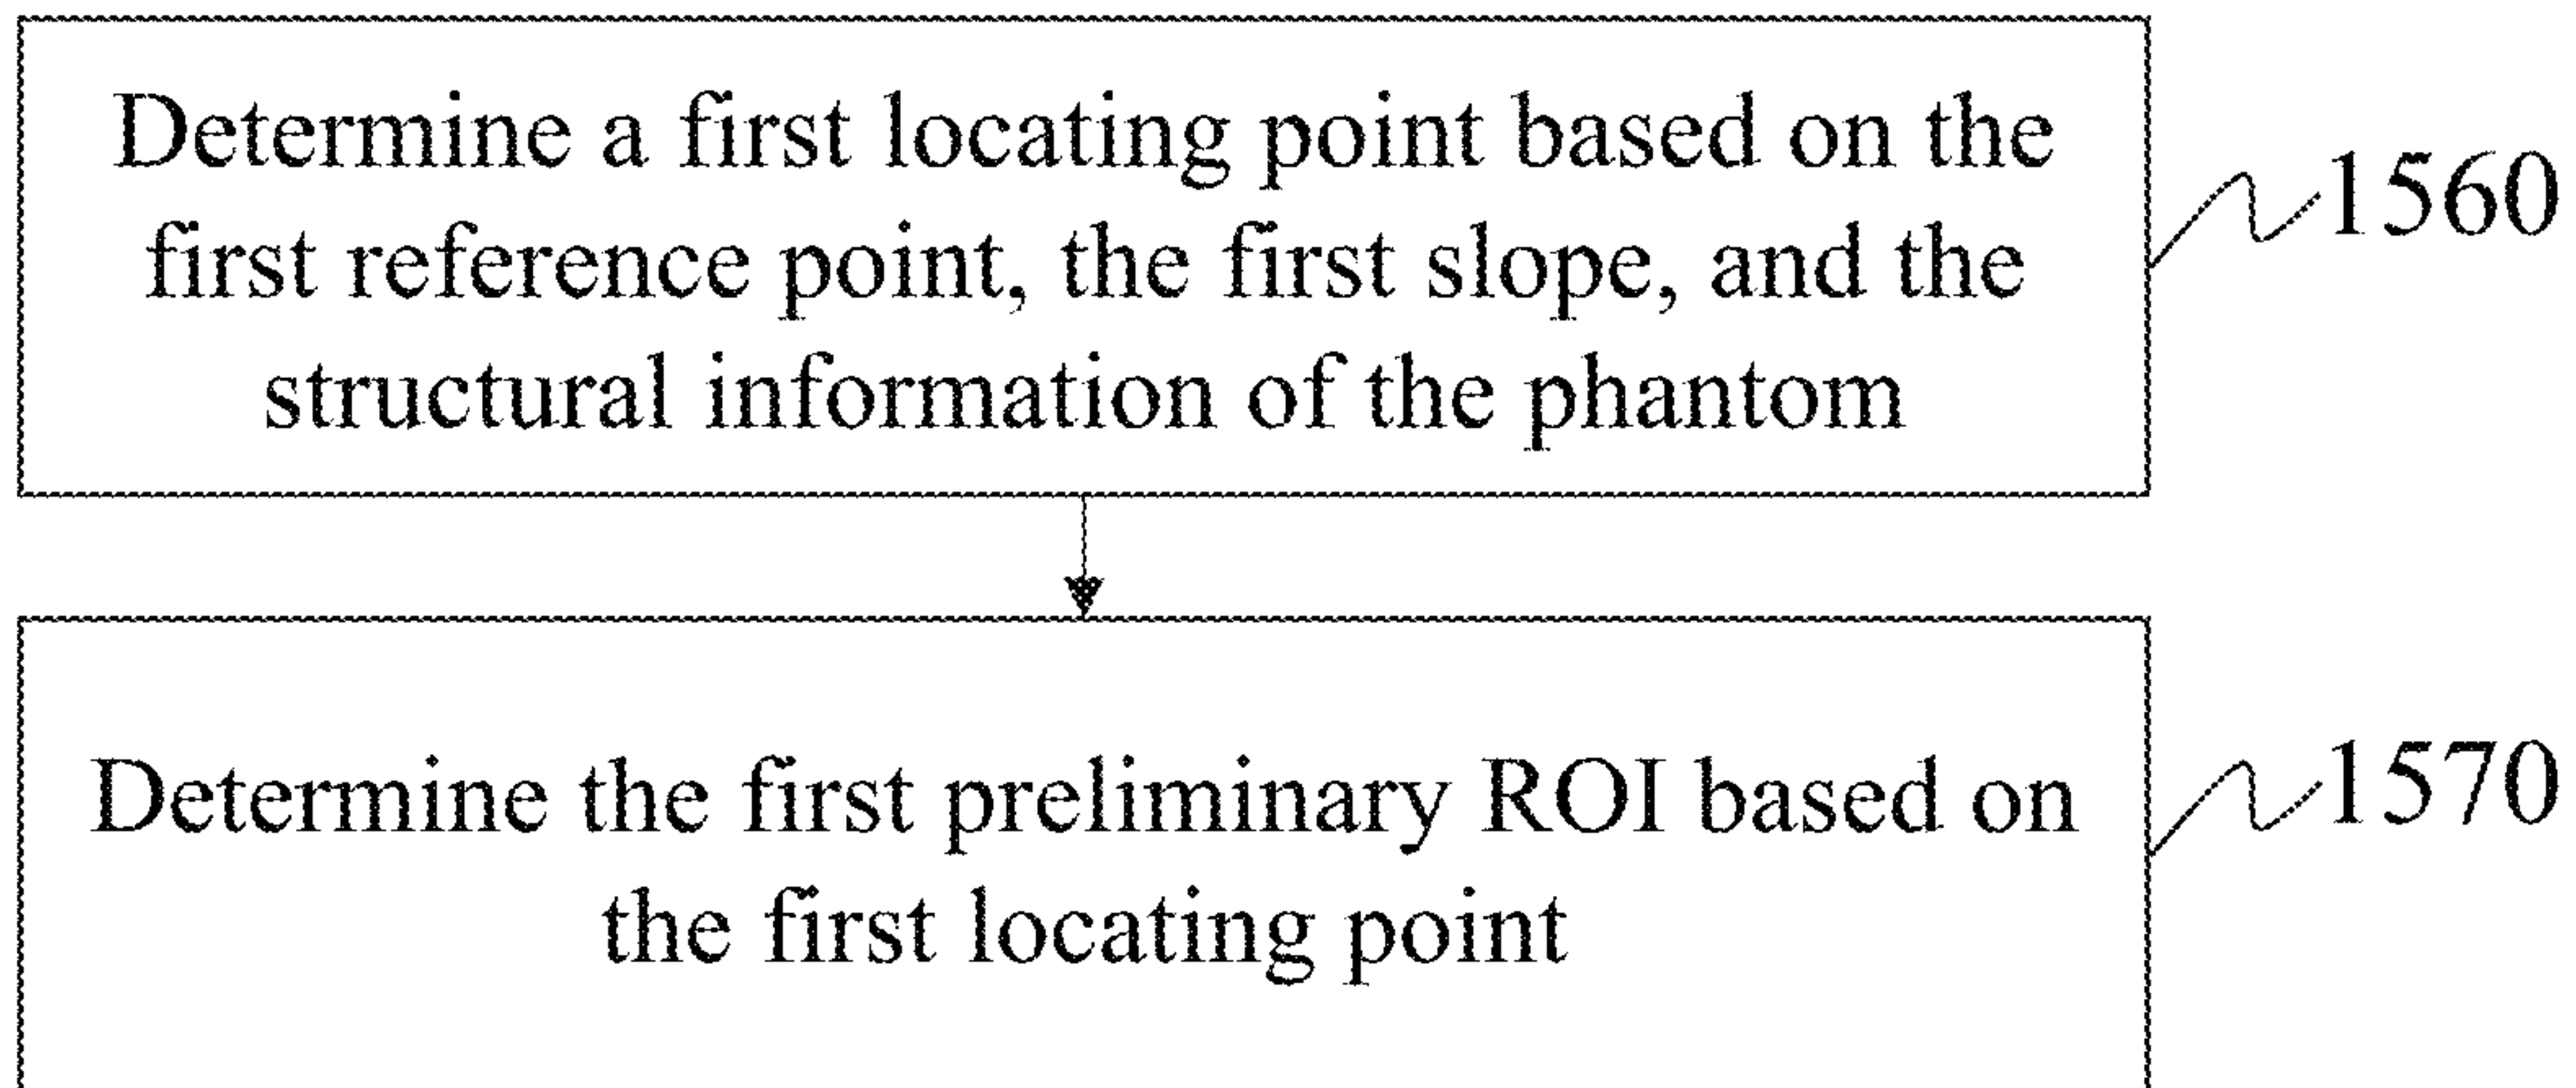 Determine a first locating point based on the
first reference point, the first slope, and the
structural information of the phantom
1560
Determine the first preliminary ROI based on
the first locating point
1570